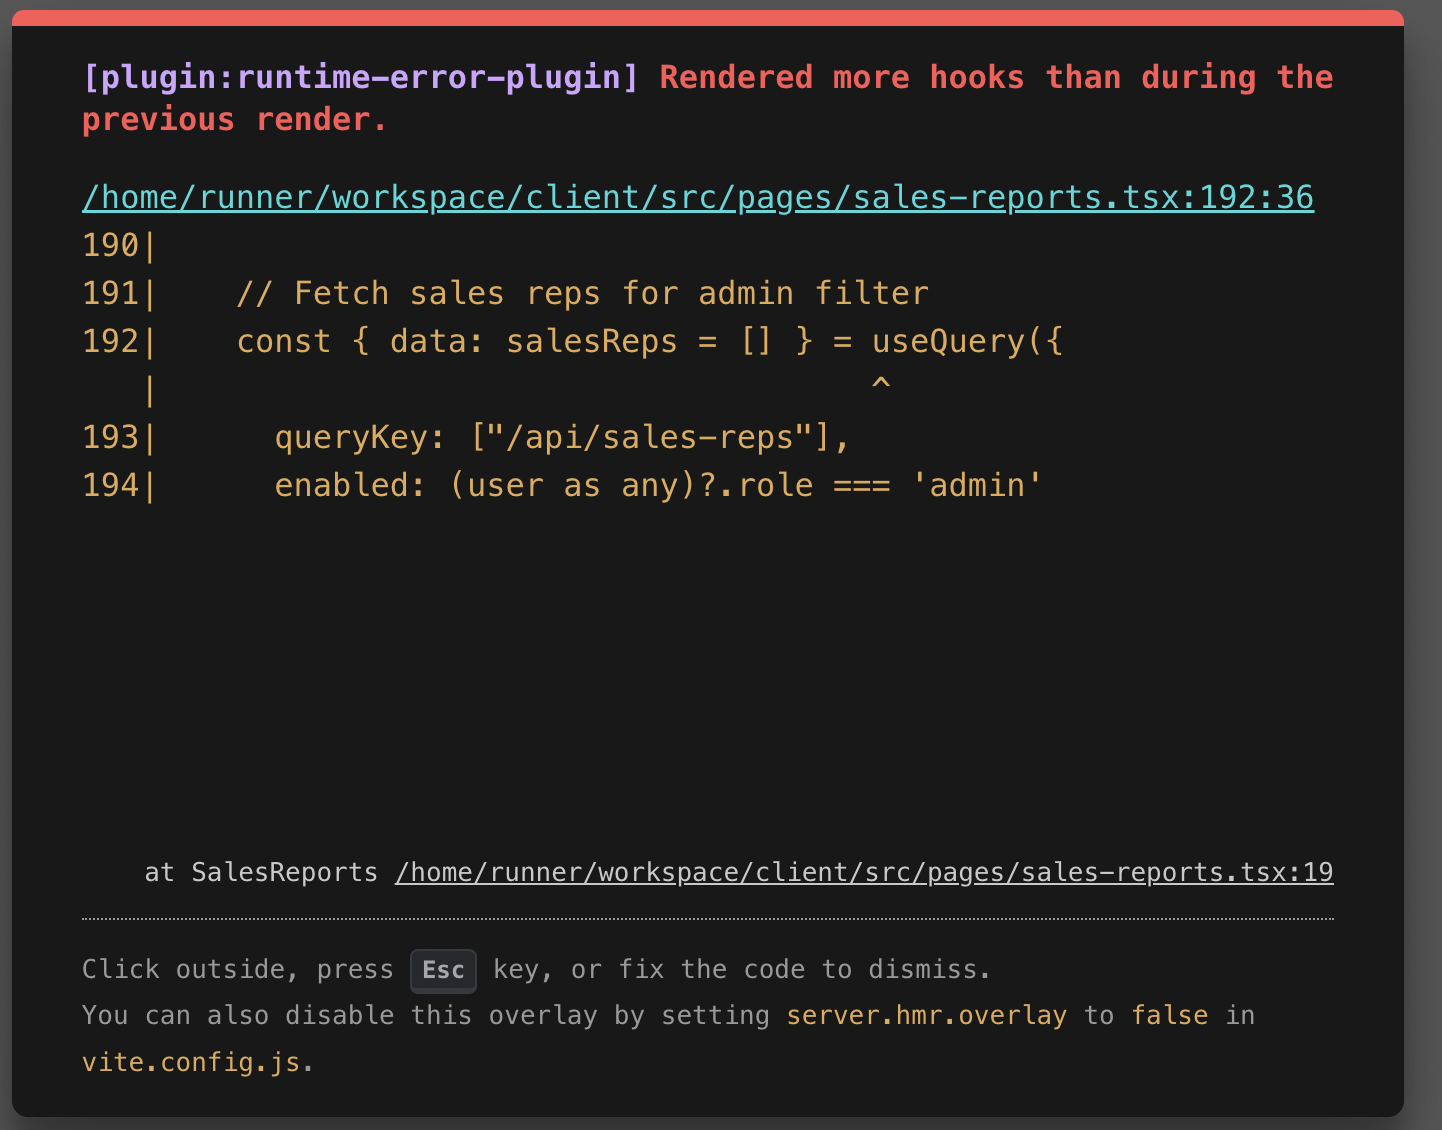 [plugin:runtime-error-plugin] Rendered more hooks than during the
previous render.
/home/runner/workspace/client/src/pages/sales-reports.tsx:192:36
190|
191|    // Fetch sales reps for admin filter
192|    const { data: salesReps = [] } = useQuery({
   |                                     ^
193|      queryKey: ["/api/sales-reps"],
194|      enabled: (user as any)?.role === 'admin'
at SalesReports /home/runner/workspace/client/src/pages/sales-reports.tsx:19
Click outside, press Esc key, or fix the code to dismiss.
You can also disable this overlay by setting server.hmr.overlay to false in
vite.config.js.